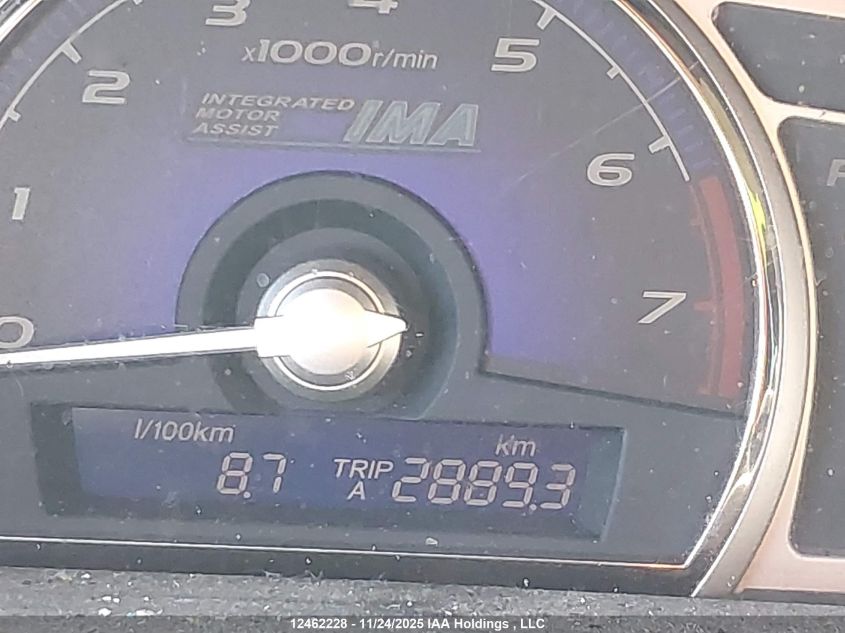 3 4
x1000r/min
5
2
INTEGRATED
MOTOR
ASSIST
IMA
6
1
7
0
l/100km
km
8.7 TRIP A 2889.3
12462228 - 11/24/2025 IAA Holdings , LLC